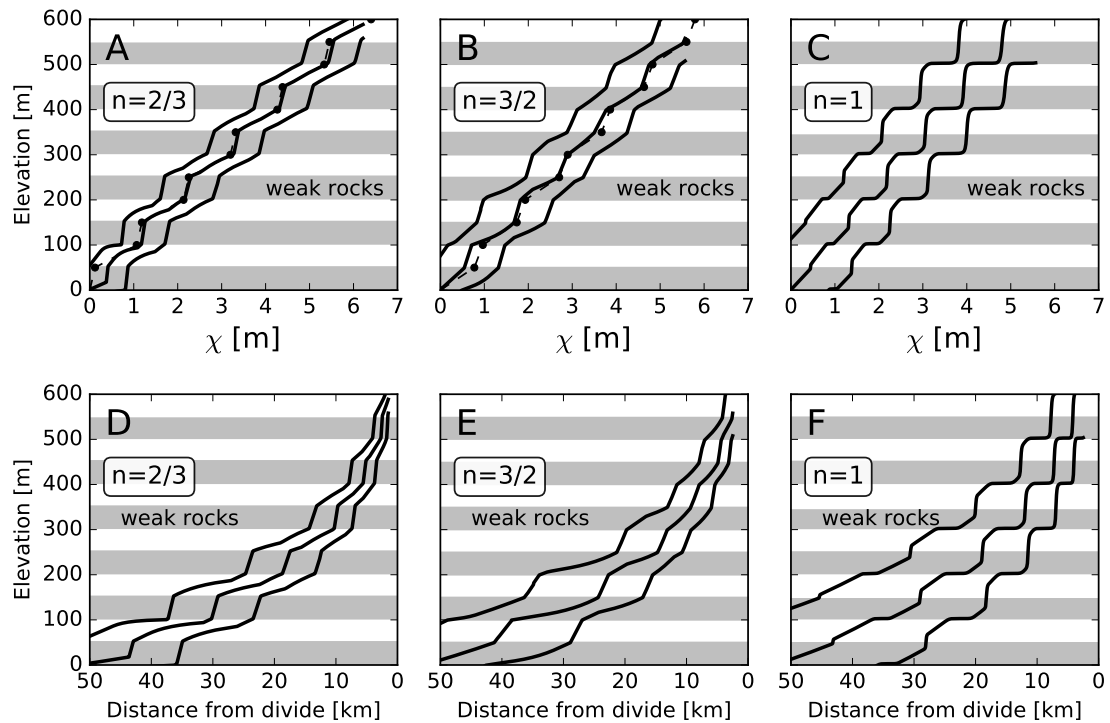 600
500
400
300
200
100
0
Elevation [m]
A
n=2/3
weak rocks
0 1 2 3 4 5 6 7
χ [m]
B
n=3/2
weak rocks
0 1 2 3 4 5 6 7
χ [m]
C
n=1
weak rocks
0 1 2 3 4 5 6 7
χ [m]
600
500
400
300
200
100
0
Elevation [m]
D
n=2/3
weak rocks
50 40 30 20 10 0
Distance from divide [km]
E
n=3/2
weak rocks
50 40 30 20 10 0
Distance from divide [km]
F
n=1
weak rocks
50 40 30 20 10 0
Distance from divide [km]